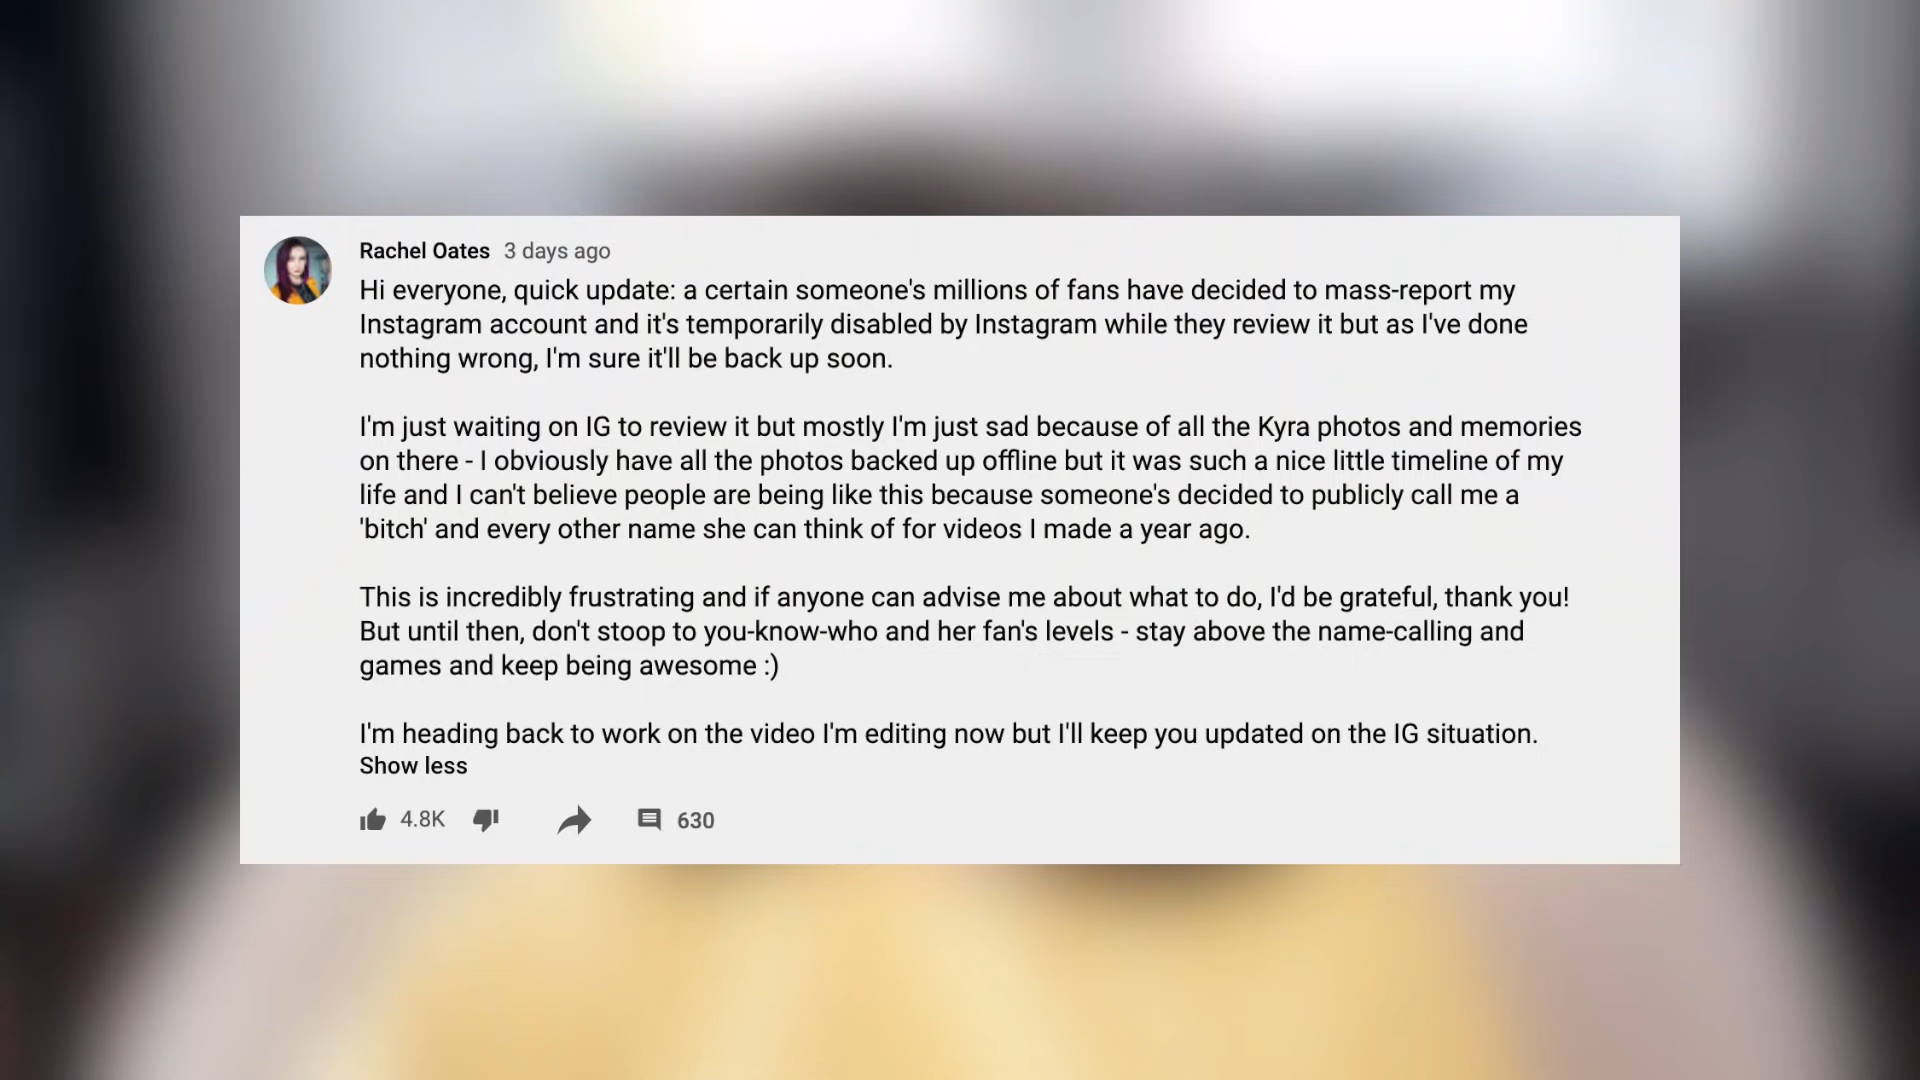 Rachel Oates 3 days ago
Hi everyone, quick update: a certain someone's millions of fans have decided to mass-report my
Instagram account and it's temporarily disabled by Instagram while they review it but as I've done
nothing wrong, I'm sure it'll be back up soon.
I'm just waiting on IG to review it but mostly I'm just sad because of all the Kyra photos and memories
on there - I obviously have all the photos backed up offline but it was such a nice little timeline of my
life and I can't believe people are being like this because someone's decided to publicly call me a
'bitch' and every other name she can think of for videos I made a year ago.
This is incredibly frustrating and if anyone can advise me about what to do, I'd be grateful, thank you!
But until then, don't stoop to you-know-who and her fan's levels - stay above the name-calling and
games and keep being awesome :)
I'm heading back to work on the video I'm editing now but I'll keep you updated on the IG situation.
Show less
4.8K 630